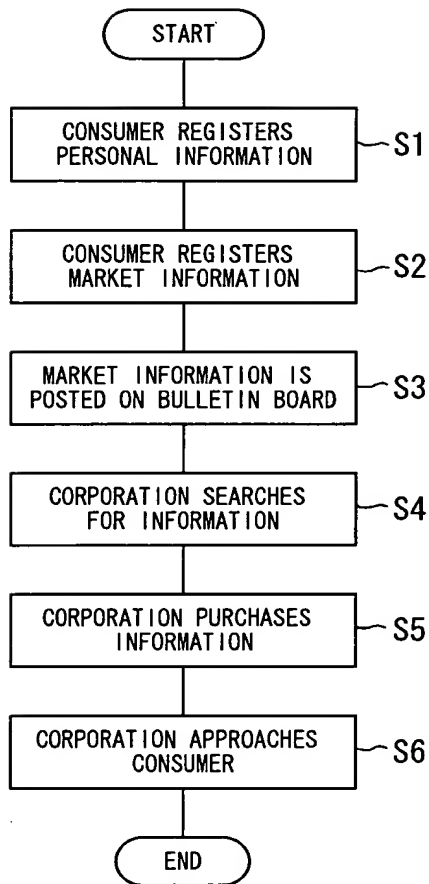 START
CONSUMER REGISTERS
PERSONAL INFORMATION
S1
CONSUMER REGISTERS
MARKET INFORMATION
S2
MARKET INFORMATION IS
POSTED ON BULLETIN BOARD
S3
CORPORATION SEARCHES
FOR INFORMATION
S4
CORPORATION PURCHASES
INFORMATION
S5
CORPORATION APPROACHES
CONSUMER
S6
END